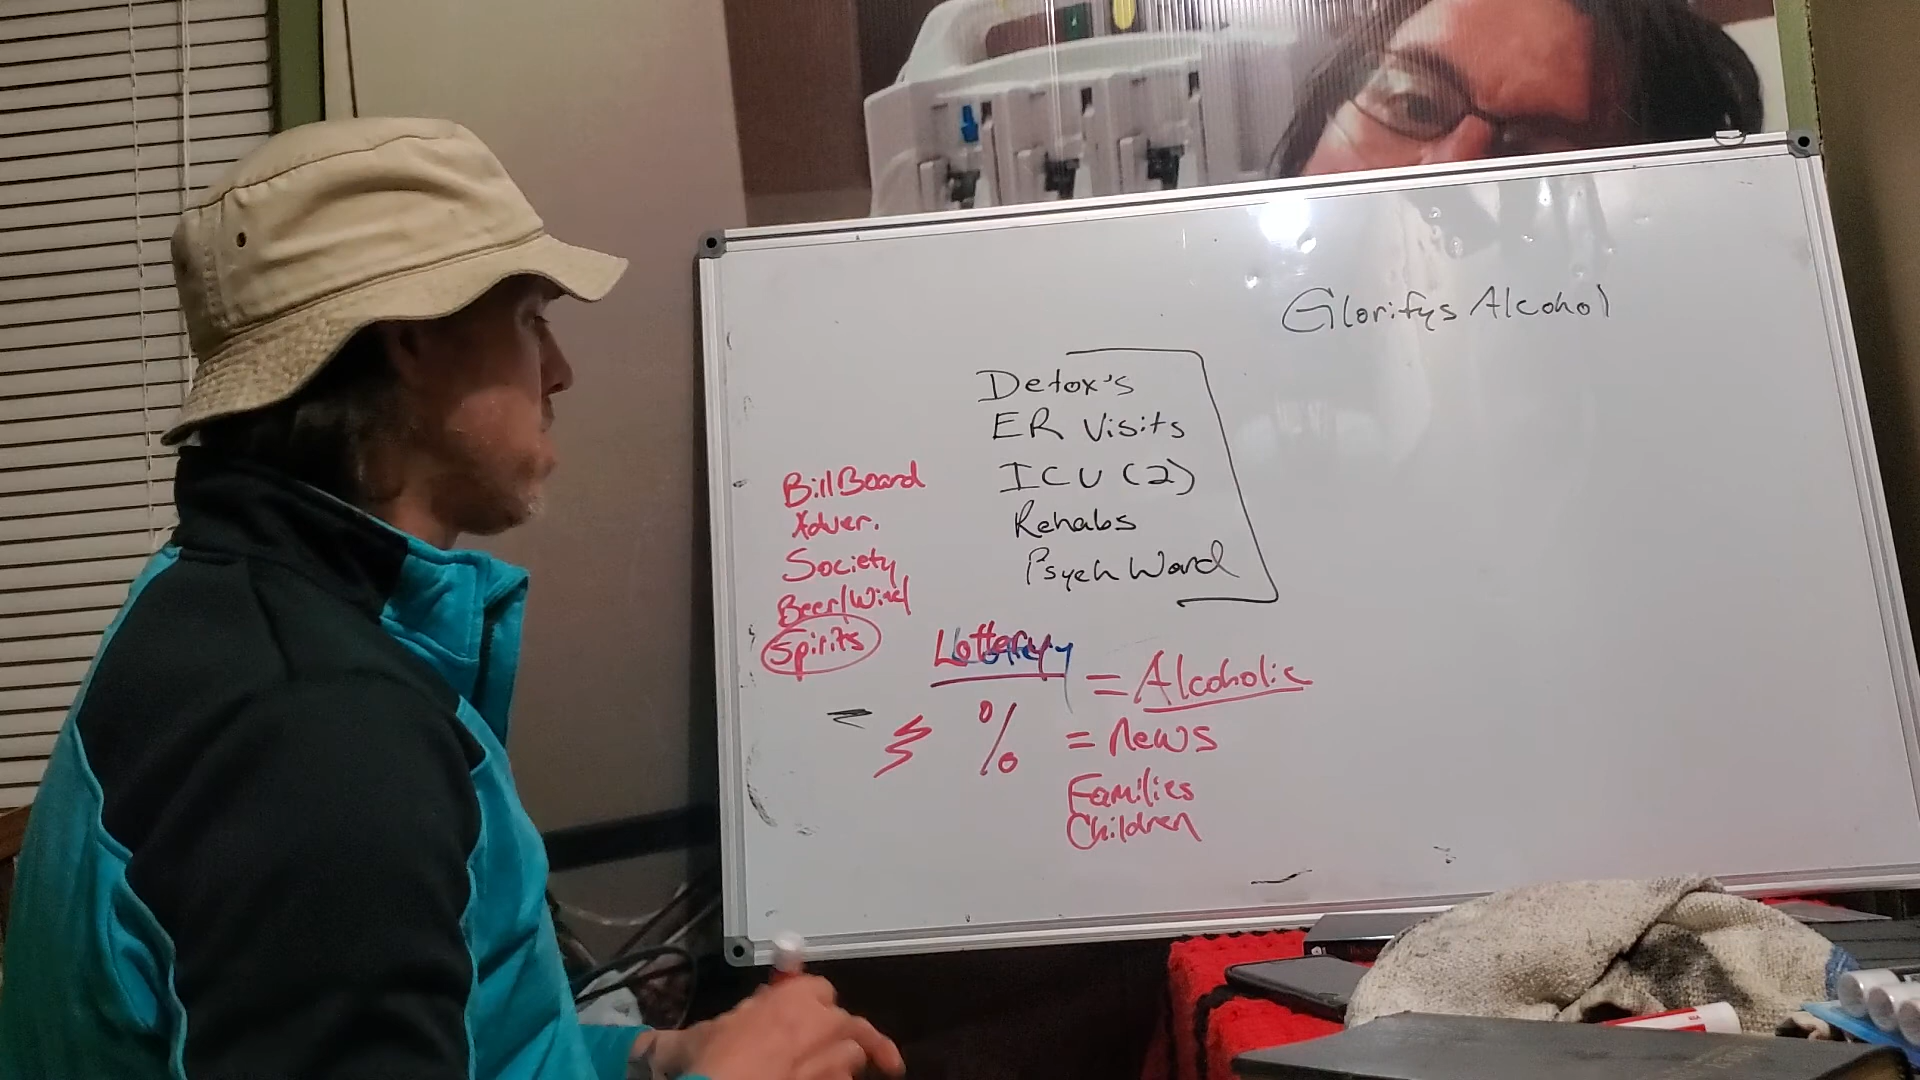 Glorifys Alcohol
Detox's
ER Visits
ICU (2)
Rehabs
Psych Ward
BillBoard
Adver.
Society
Beer/Wine/
Spirits
Lottery
= Alcoholic
% = News
Families
Children